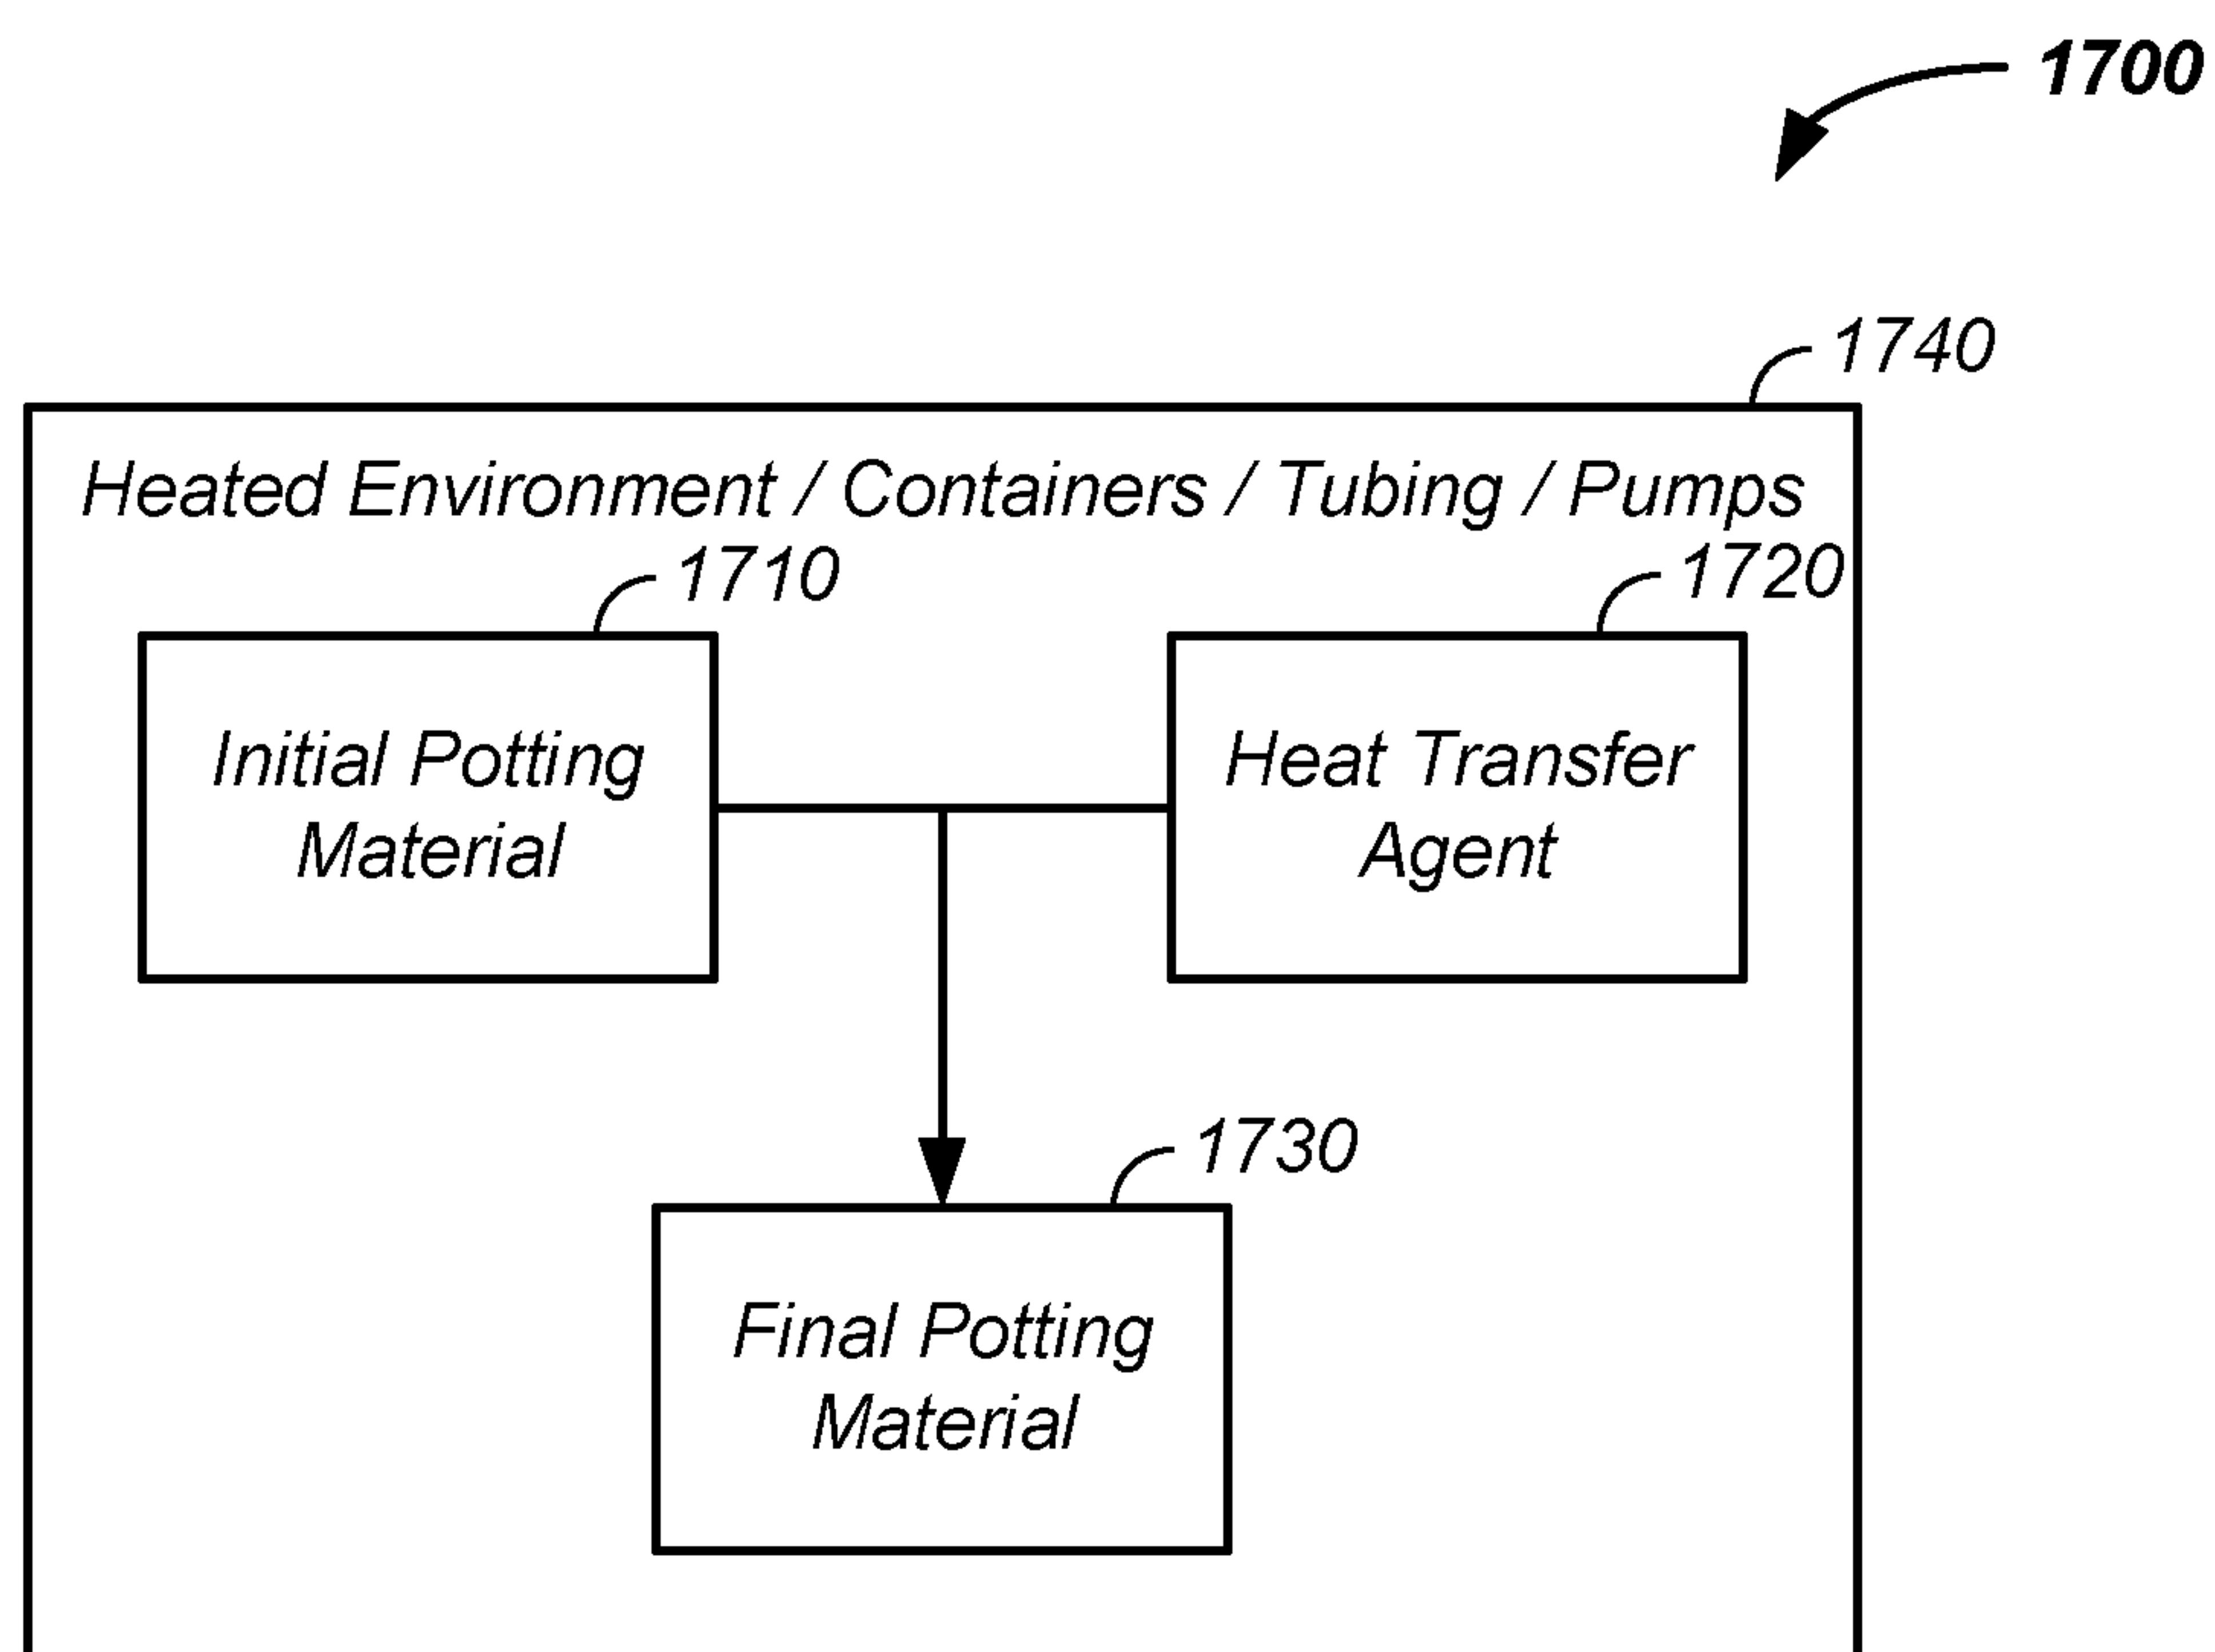 1700
1740
Heated Environment / Containers / Tubing / Pumps
1710
1720
Initial Potting
Material
Heat Transfer
Agent
1730
Final Potting
Material